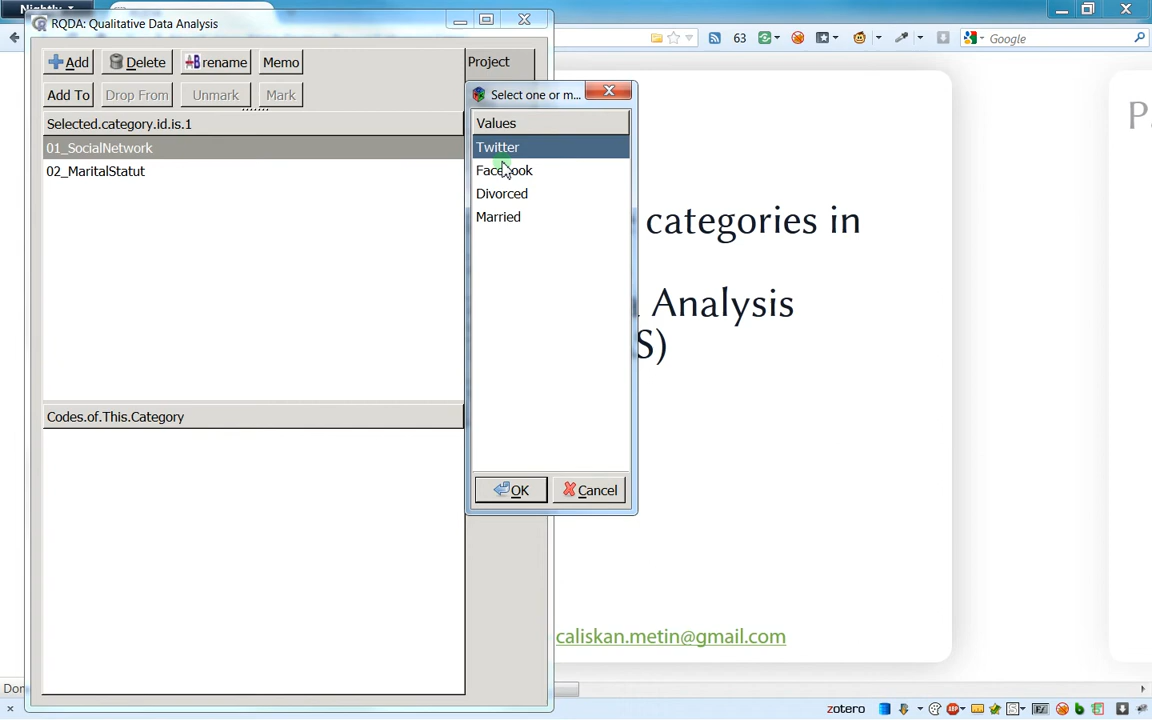 Nightly
RQDA: Qualitative Data Analysis
63
Google
Add
Delete
rename
Memo
Project
Add To
Drop From
Unmark
Mark
Select one or m...
Selected.category.id.is.1
Values
01_SocialNetwork
Twitter
02_MaritalStatut
Facebook
Divorced
Married
categories in
Analysis
S)
Codes.of.This.Category
OK
Cancel
caliskan.metin@gmail.com
zotero